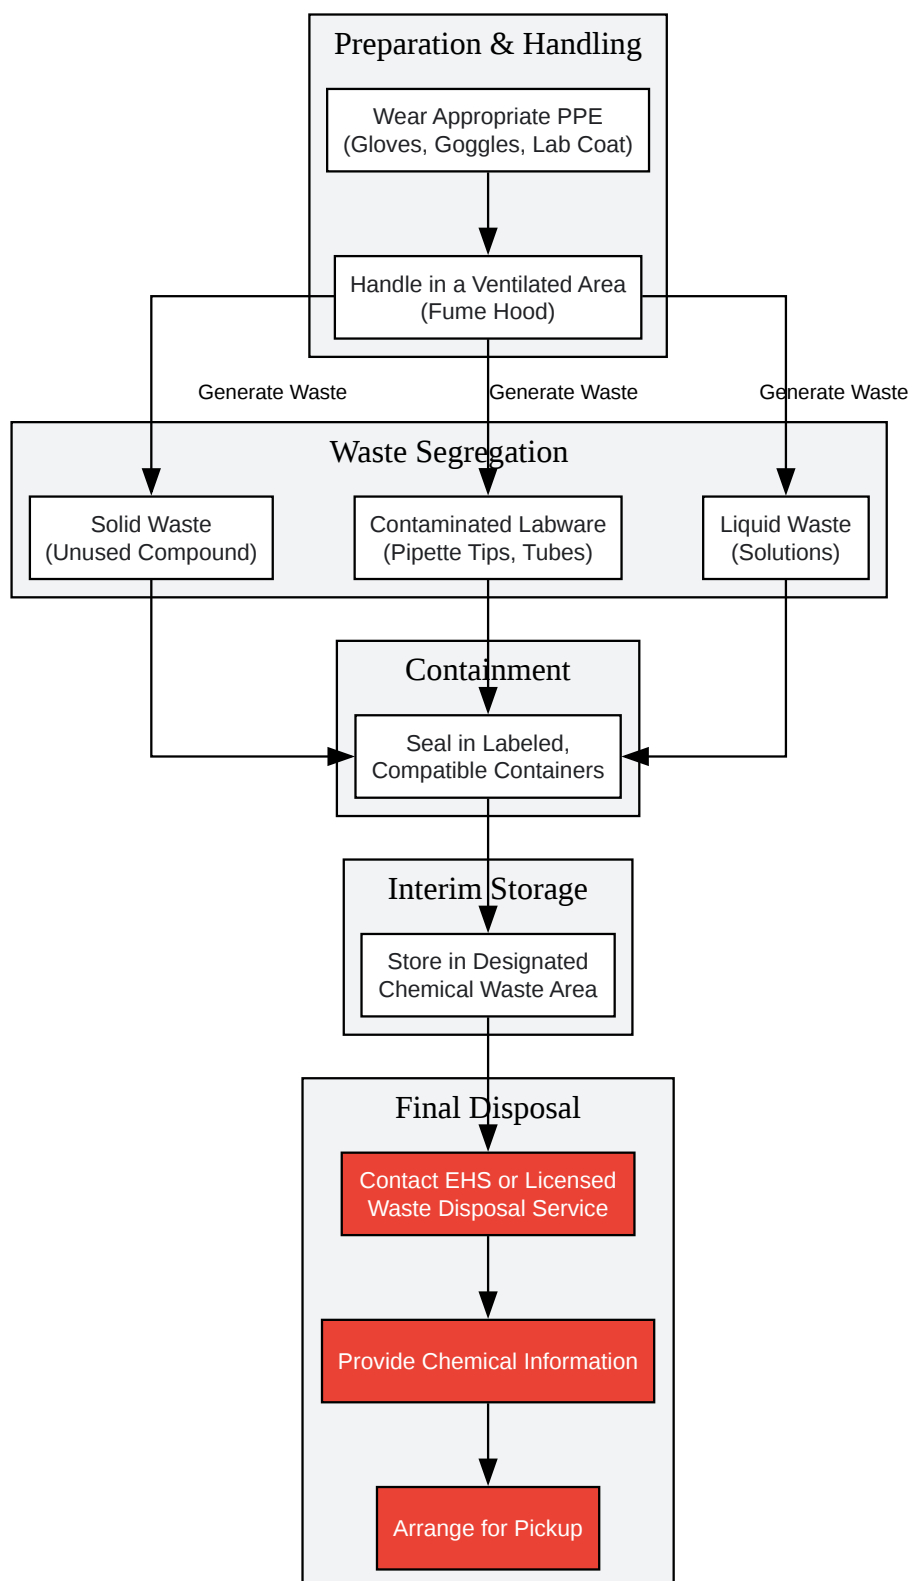 Preparation & Handling
Wear Appropriate PPE
(Gloves, Goggles, Lab Coat)
Handle in a Ventilated Area
(Fume Hood)
Generate Waste
Generate Waste
Generate Waste
Waste Segregation
Solid Waste
(Unused Compound)
Contaminated Labware
(Pipette Tips, Tubes)
Liquid Waste
(Solutions)
Containment
Seal in Labeled,
Compatible Containers
Interim Storage
Store in Designated
Chemical Waste Area
Final Disposal
Contact EHS or Licensed
Waste Disposal Service
Provide Chemical Information
Arrange for Pickup